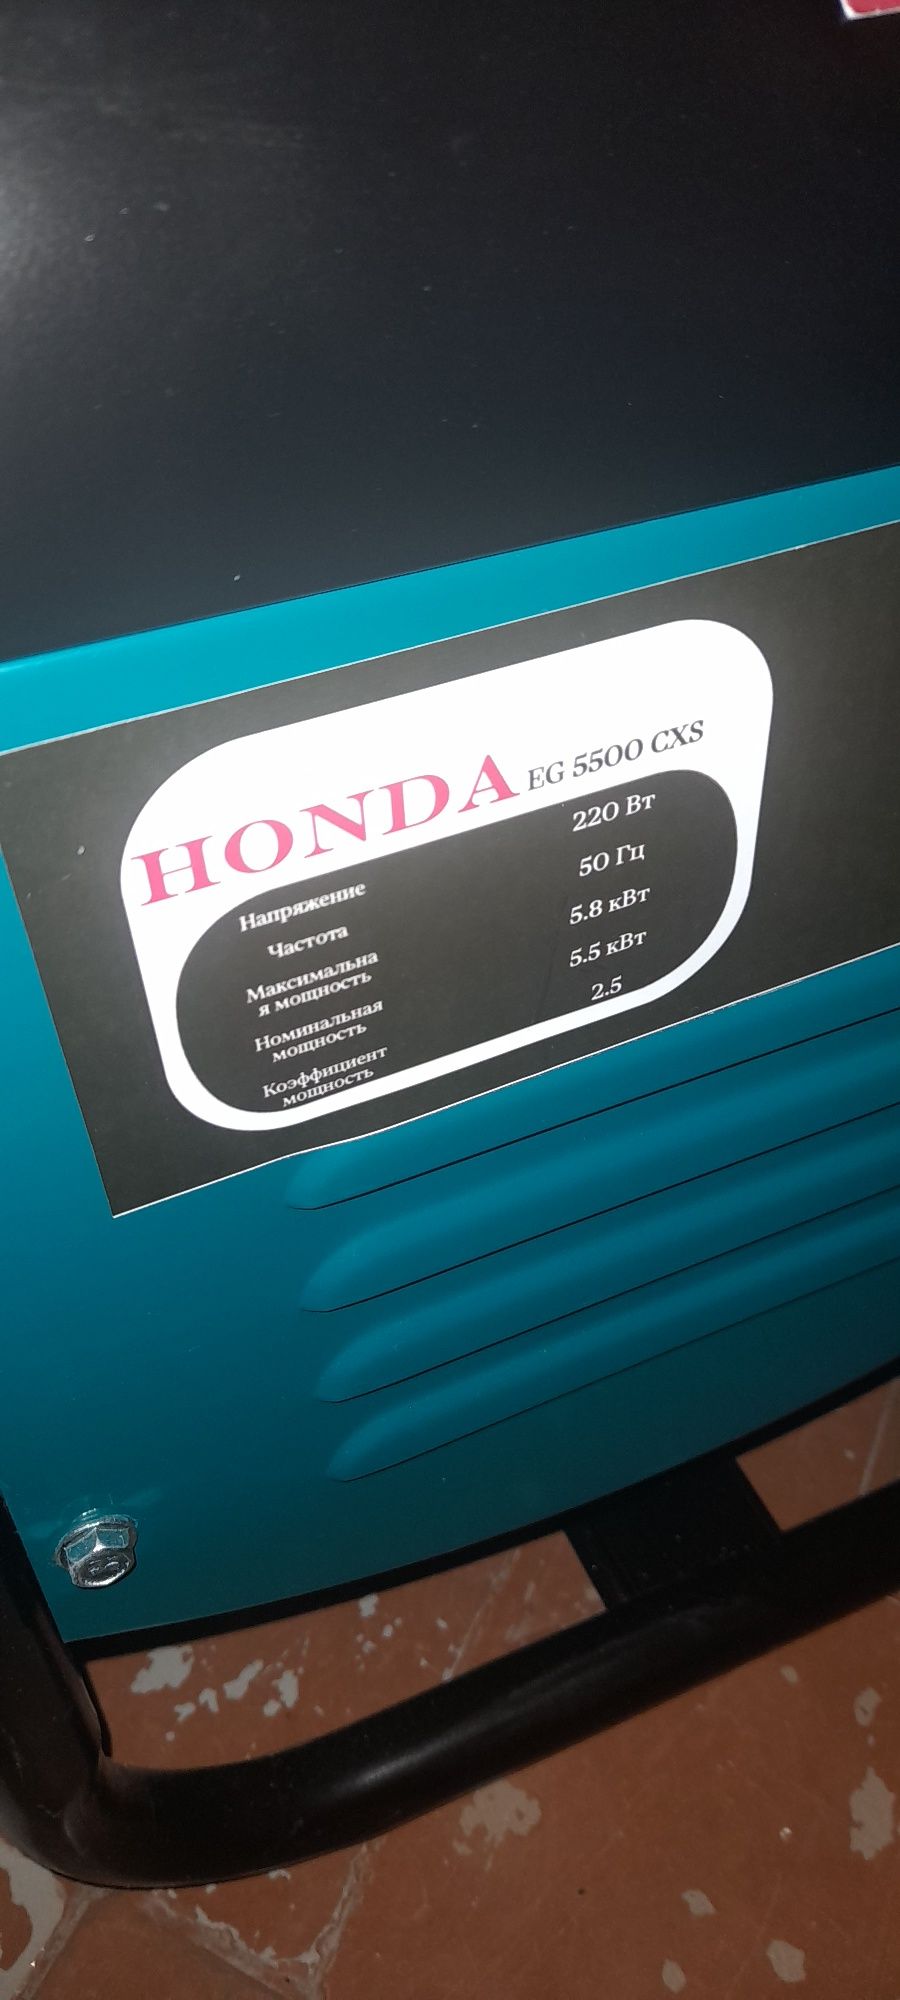 HONDA EG 5500 CXS
Напряжение 220 Вт
Частота 50 Гц
Максимальна
я мощность 5.8 кВт
Номинальная
мощность 5.5 кВт
Коэффициент
мощность 2.5